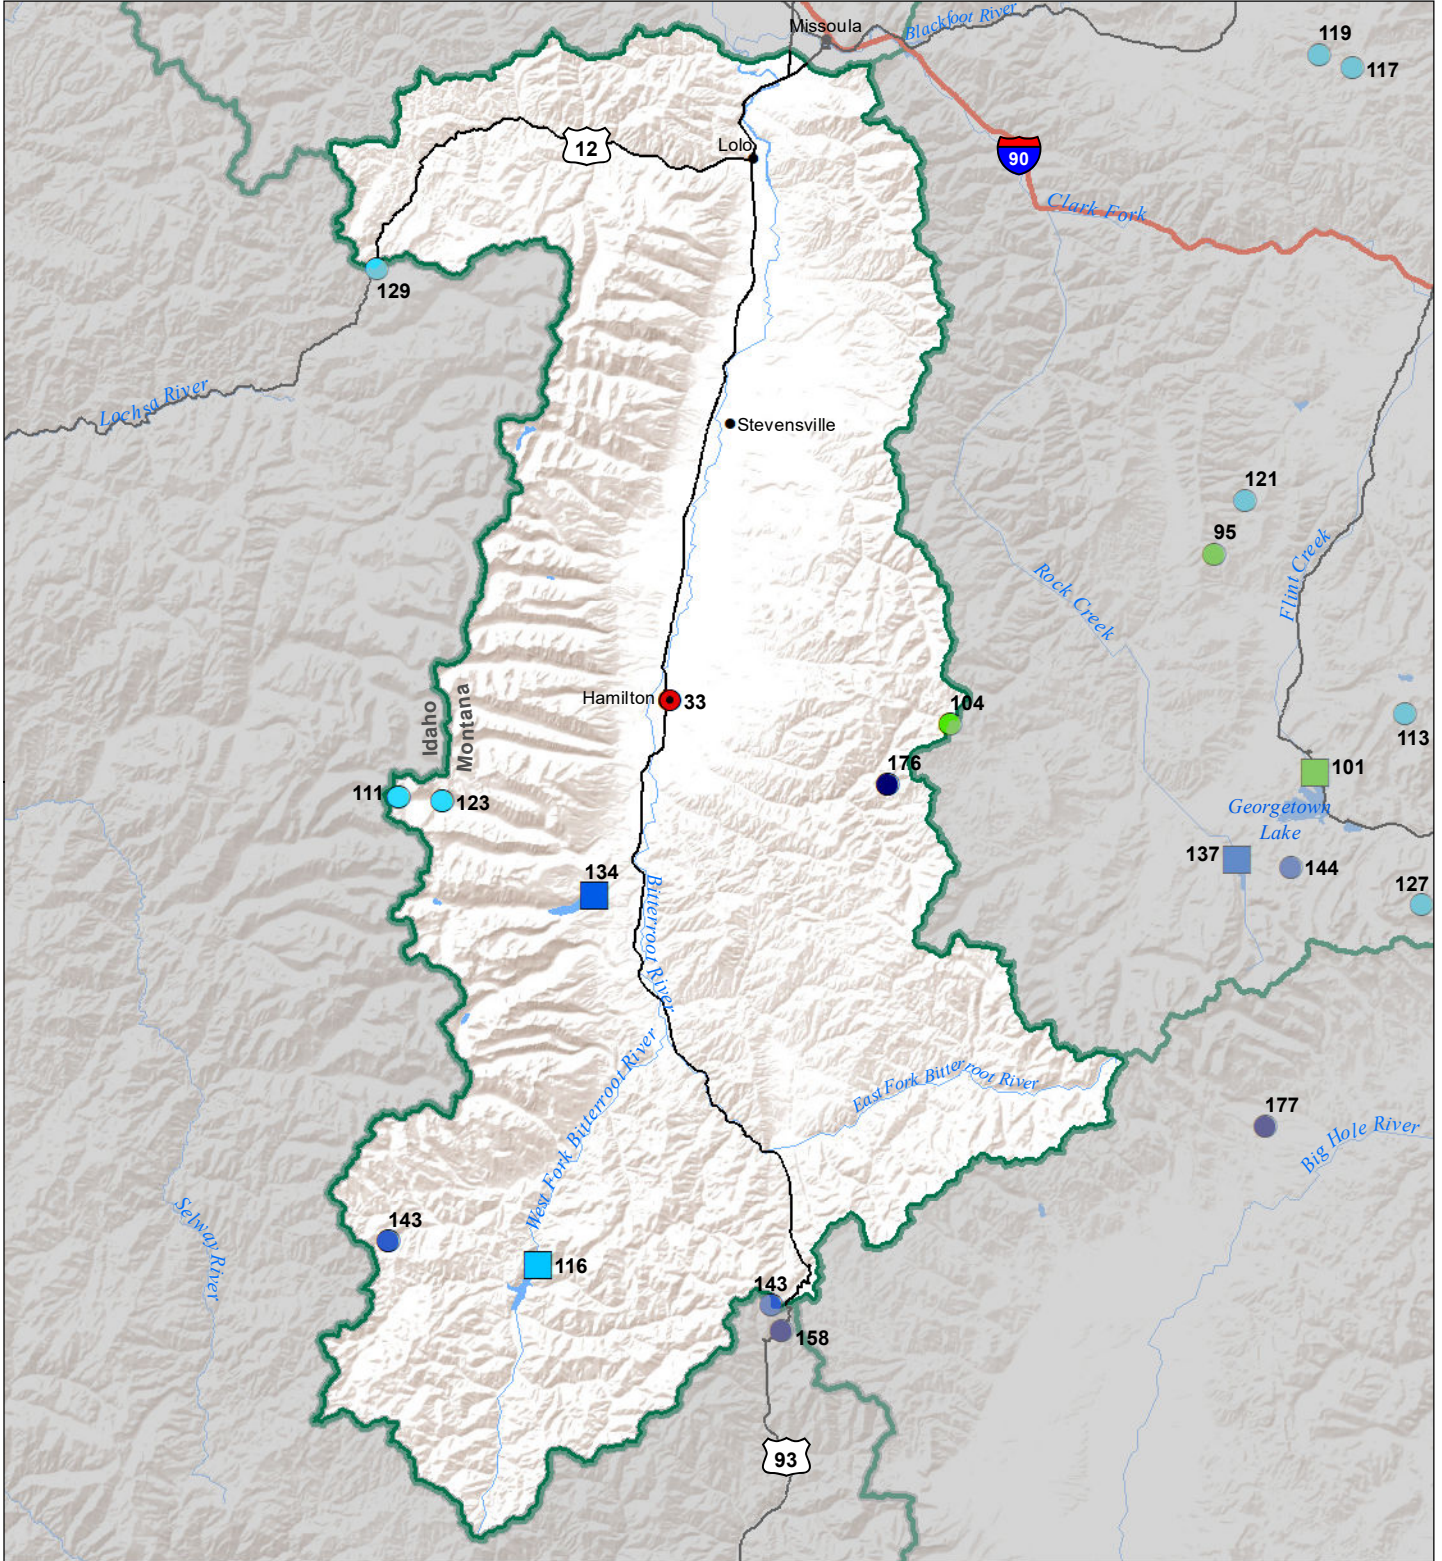 Missoula
Blackfoot River
119
117
12
Lolo
90
Clark Fork
129
Lochsa River
Stevensville
121
95
Flint Creek
Rock Creek
Idaho
Montana
Hamilton
33
104
113
176
101
111
123
Georgetown
Lake
137
144
134
127
Bitterroot River
West Fork Bitterroot River
East Fork Bitterroot River
177
Big Hole River
Selway River
143
116
143
158
93